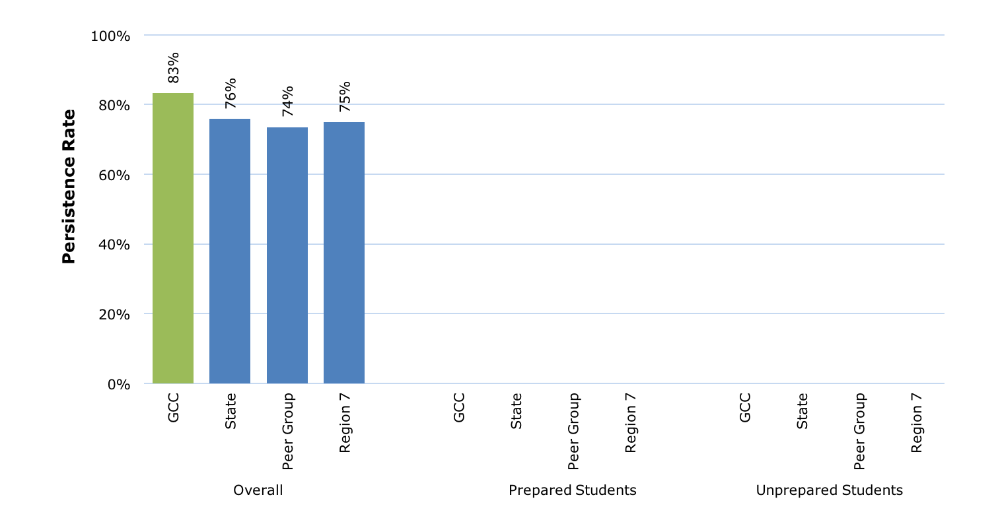 100%
80%
60%
40%
20%
0%
Persistence Rate
83%
76%
74%
75%
GCC
State
Peer Group
Region 7
GCC
State
Peer Group
Region 7
GCC
State
Peer Group
Region 7
Overall
Prepared Students
Unprepared Students